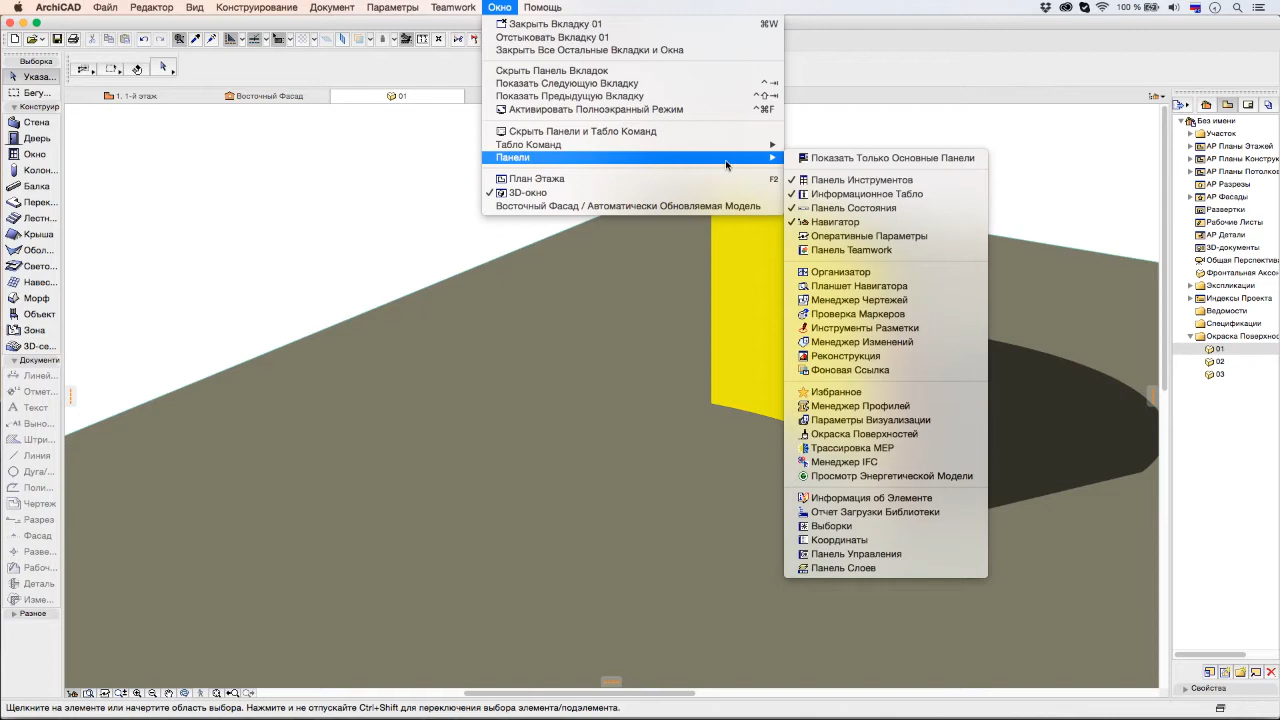 ArchiCAD Файл Редактор Вид Конструирование Документ Параметры Teamwork Окно Помощь
100 %
Выборка
Указа...
Бегу...
Конструир
Стена
Дверь
Окно
Колон...
Балка
Перек...
Лестн...
Крыша
Обол...
Свето...
Навес...
Морф
Объект
Зона
3D-се...
Документи
Линей...
Отмет...
Текст
Выно...
Штри...
Линия
Дуга/...
Поли...
Чертеж
Разрез
Фасад
Разве...
Рабоч...
Деталь
Изме...
Разное
1. 1-й этаж
Восточный Фасад
01
Закрыть Вкладку 01 ⌘W
Отстыковать Вкладку 01
Закрыть Все Остальные Вкладки и Окна
Скрыть Панель Вкладок
Показать Следующую Вкладку ^⇥
Показать Предыдущую Вкладку ^⇧⇥
Активировать Полноэкранный Режим ^⌘F
Скрыть Панели и Табло Команд
Табло Команд
Панели
План Этажа F2
3D-окно
Восточный Фасад / Автоматически Обновляемая Модель
Показать Только Основные Панели
Панель Инструментов
Информационное Табло
Панель Состояния
Навигатор
Оперативные Параметры
Панель Teamwork
Организатор
Планшет Навигатора
Менеджер Чертежей
Проверка Маркеров
Инструменты Разметки
Менеджер Изменений
Реконструкция
Фоновая Ссылка
Избранное
Менеджер Профилей
Параметры Визуализации
Окраска Поверхностей
Трассировка MEP
Менеджер IFC
Просмотр Энергетической Модели
Информация об Элементе
Отчет Загрузки Библиотеки
Выборки
Координаты
Панель Управления
Панель Слоев
Без имени
Участок
АР Планы Этажей
АР Планы Конструк
АР Планы Потолков
АР Разрезы
АР Фасады
Развертки
Рабочие Листы
АР Детали
3D-документы
Общая Перспектива
Фронтальная Аксон
Экспликации
Индексы Проекта
Ведомости
Спецификации
Окраска Поверхнос
01
02
03
Свойства
Щелкните на элементе или начертите область выбора. Нажмите и не отпускайте Ctrl+Shift для переключения выбора элемента/подэлемента.